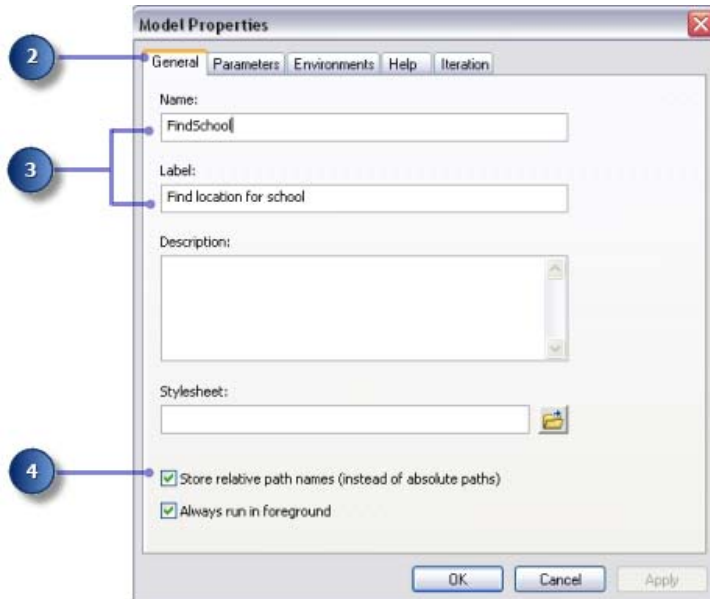 Model Properties
2
General Parameters Environments Help Iteration
Name:
FindSchool
3
Label:
Find location for school
Description:
Stylesheet:
4
Store relative path names (instead of absolute paths)
Always run in foreground
OK Cancel Apply